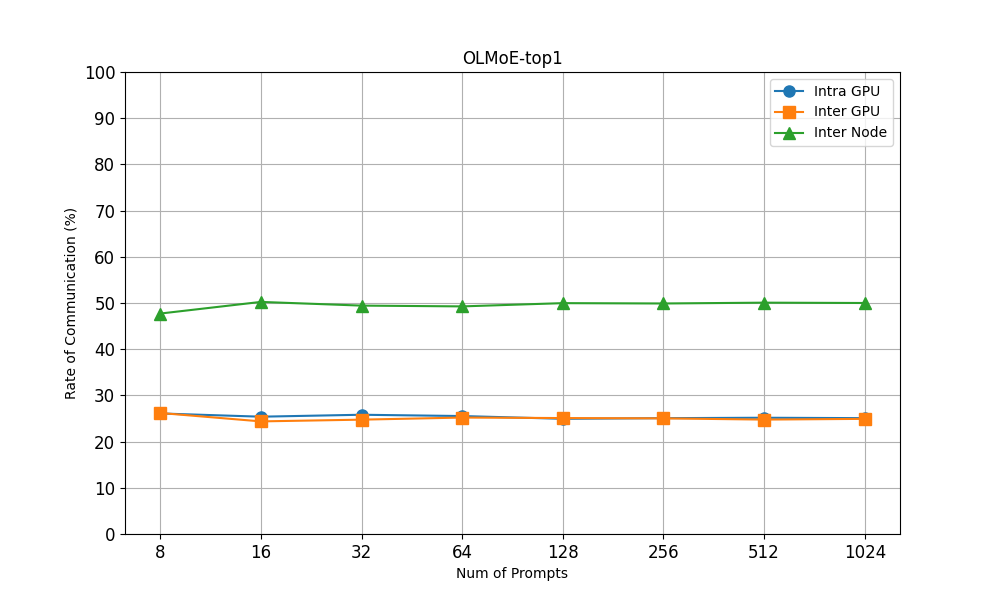 OLMoE-top1
Intra GPU
Inter GPU
Inter Node
Rate of Communication (%)
100
90
80
70
60
50
40
30
20
10
0
8 16 32 64 128 256 512 1024
Num of Prompts